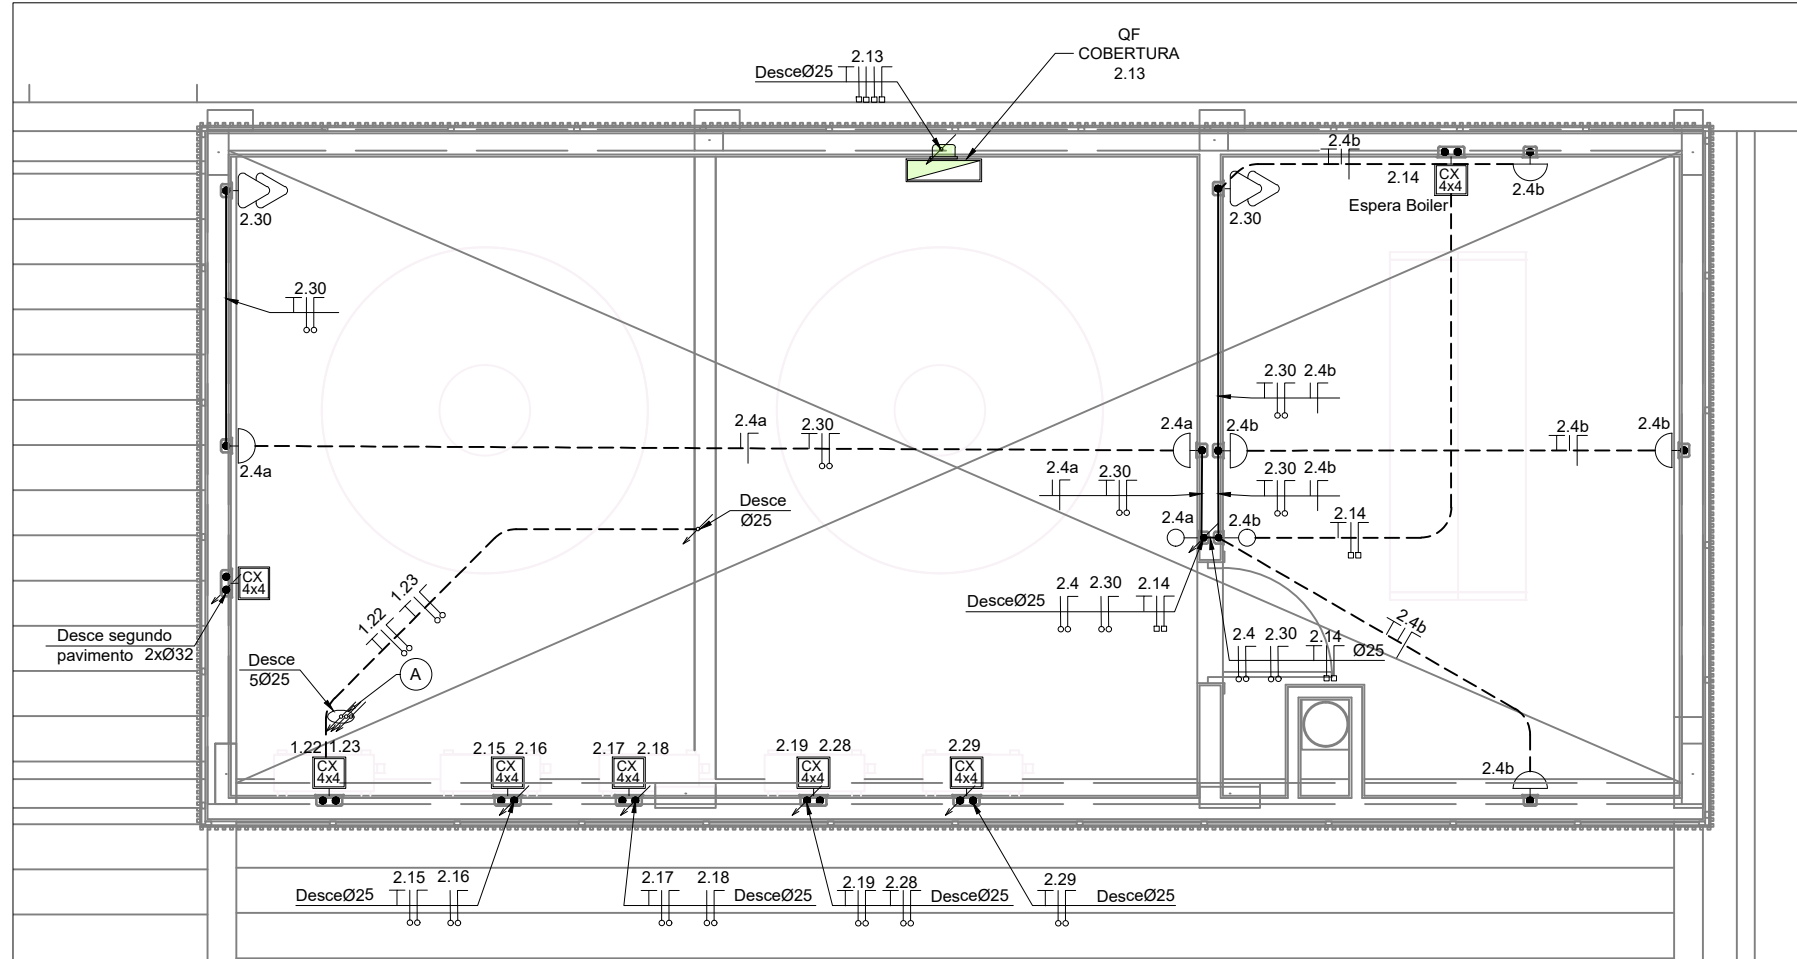 QF
COBERTURA
2.13
2.13
DesceØ25
2.4b
2.14
CX
4x4
2.4b
Espera Boiler
2.30
2.30
2.30
2.30 2.4b
2.4a
2.30
2.4a
2.4b
2.4b
2.4b
2.4a
2.4a
2.30
2.30 2.4b
Desce
Ø25
2.4a
2.4b
2.14
CX
4x4
1.23
1.22
DesceØ25
2.4 2.30 2.14
2.4b
Desce segundo
pavimento 2xØ32
2.4 2.30 2.14 Ø25
Desce
5Ø25
A
1.22 1.23
CX
4x4
2.15 2.16
CX
4x4
2.17 2.18
CX
4x4
2.19 2.28
CX
4x4
2.29
CX
4x4
2.4b
DesceØ25 2.15 2.16
2.17 2.18 DesceØ25
2.19 2.28 DesceØ25
2.29 DesceØ25